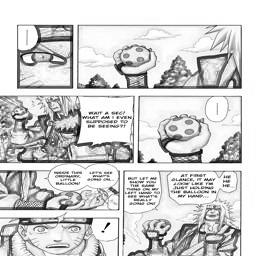 WAIT A SEC!
WHAT AM I EVEN
SUPPOSED TO
BE SEEING?!
HE
HE...
AT FIRST
GLANCE, IT MAY
LOOK LIKE I'M
JUST HOLDING
THE BALLOON IN
MY HAND...
BUT LET ME SHOW
YOU THE SAME
THING ON MY
LEFT HAND
TO SEE
WHAT'S
REALLY
GOING
ON.
LET'S SEE
WHAT'S
GOING ON...
INSIDE THIS
ORDINARY,
LITTLE
BALLOON!
!